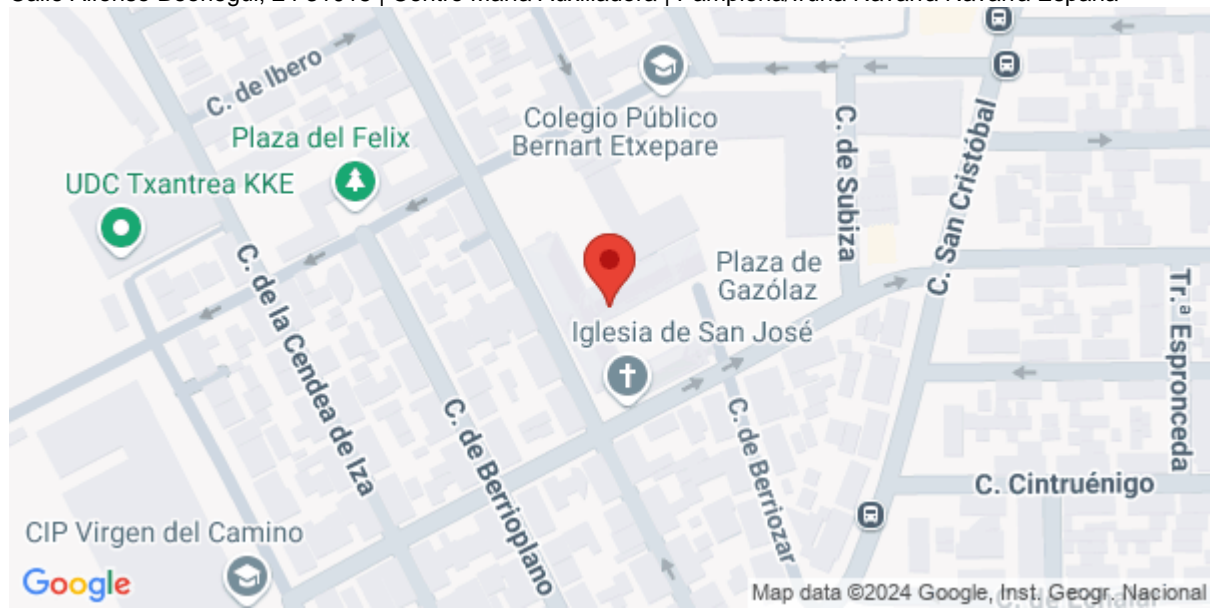 C. de Ibero
Colegio Público
Bernart Etxepare
Plaza del Felix
UDC Txantrea KKE
C. de Subiza
C. San Cristóbal
Plaza de
Gazólaz
Iglesia de San José
Tr.ª Espronceda
C. de la Cendea de Iza
C. de Berrioplano
C. de Berriozar
C. Cintruénigo
CIP Virgen del Camino
Google
Map data ©2024 Google, Inst. Geogr. Nacional